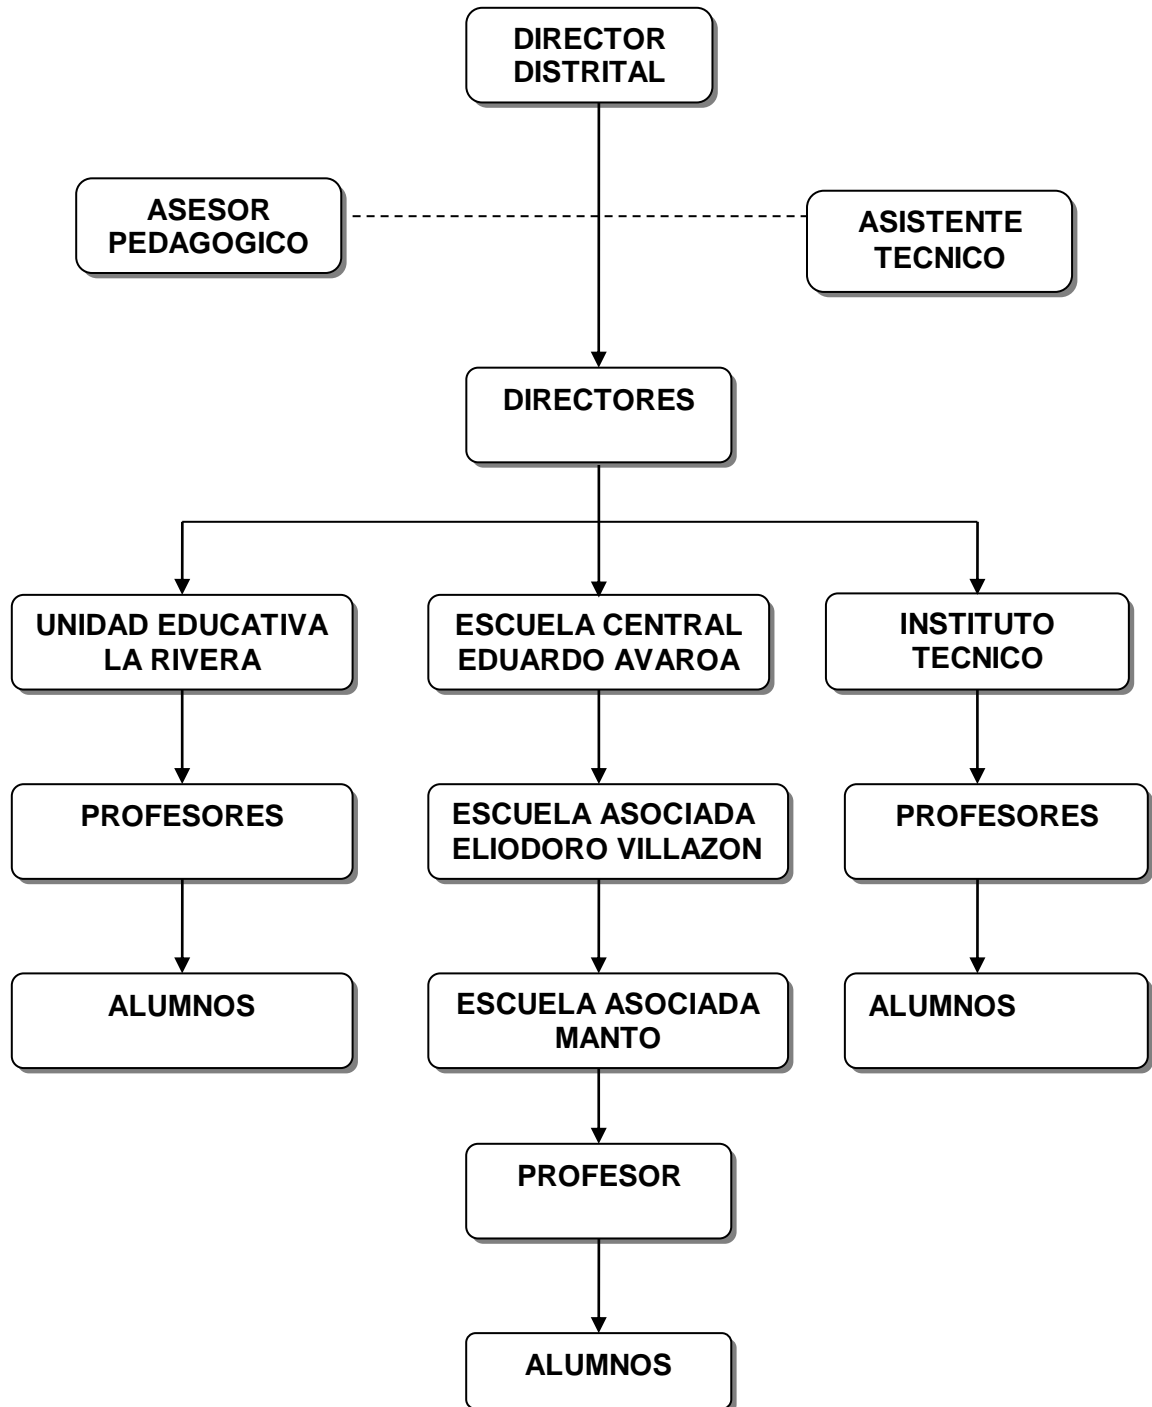 DIRECTOR
DISTRITAL
ASESOR
PEDAGOGICO
ASISTENTE
TECNICO
DIRECTORES
UNIDAD EDUCATIVA
LA RIVERA
ESCUELA CENTRAL
EDUARDO AVAROA
INSTITUTO
TECNICO
PROFESORES
ESCUELA ASOCIADA
ELIODORO VILLAZON
PROFESORES
ALUMNOS
ESCUELA ASOCIADA
MANTO
ALUMNOS
PROFESOR
ALUMNOS